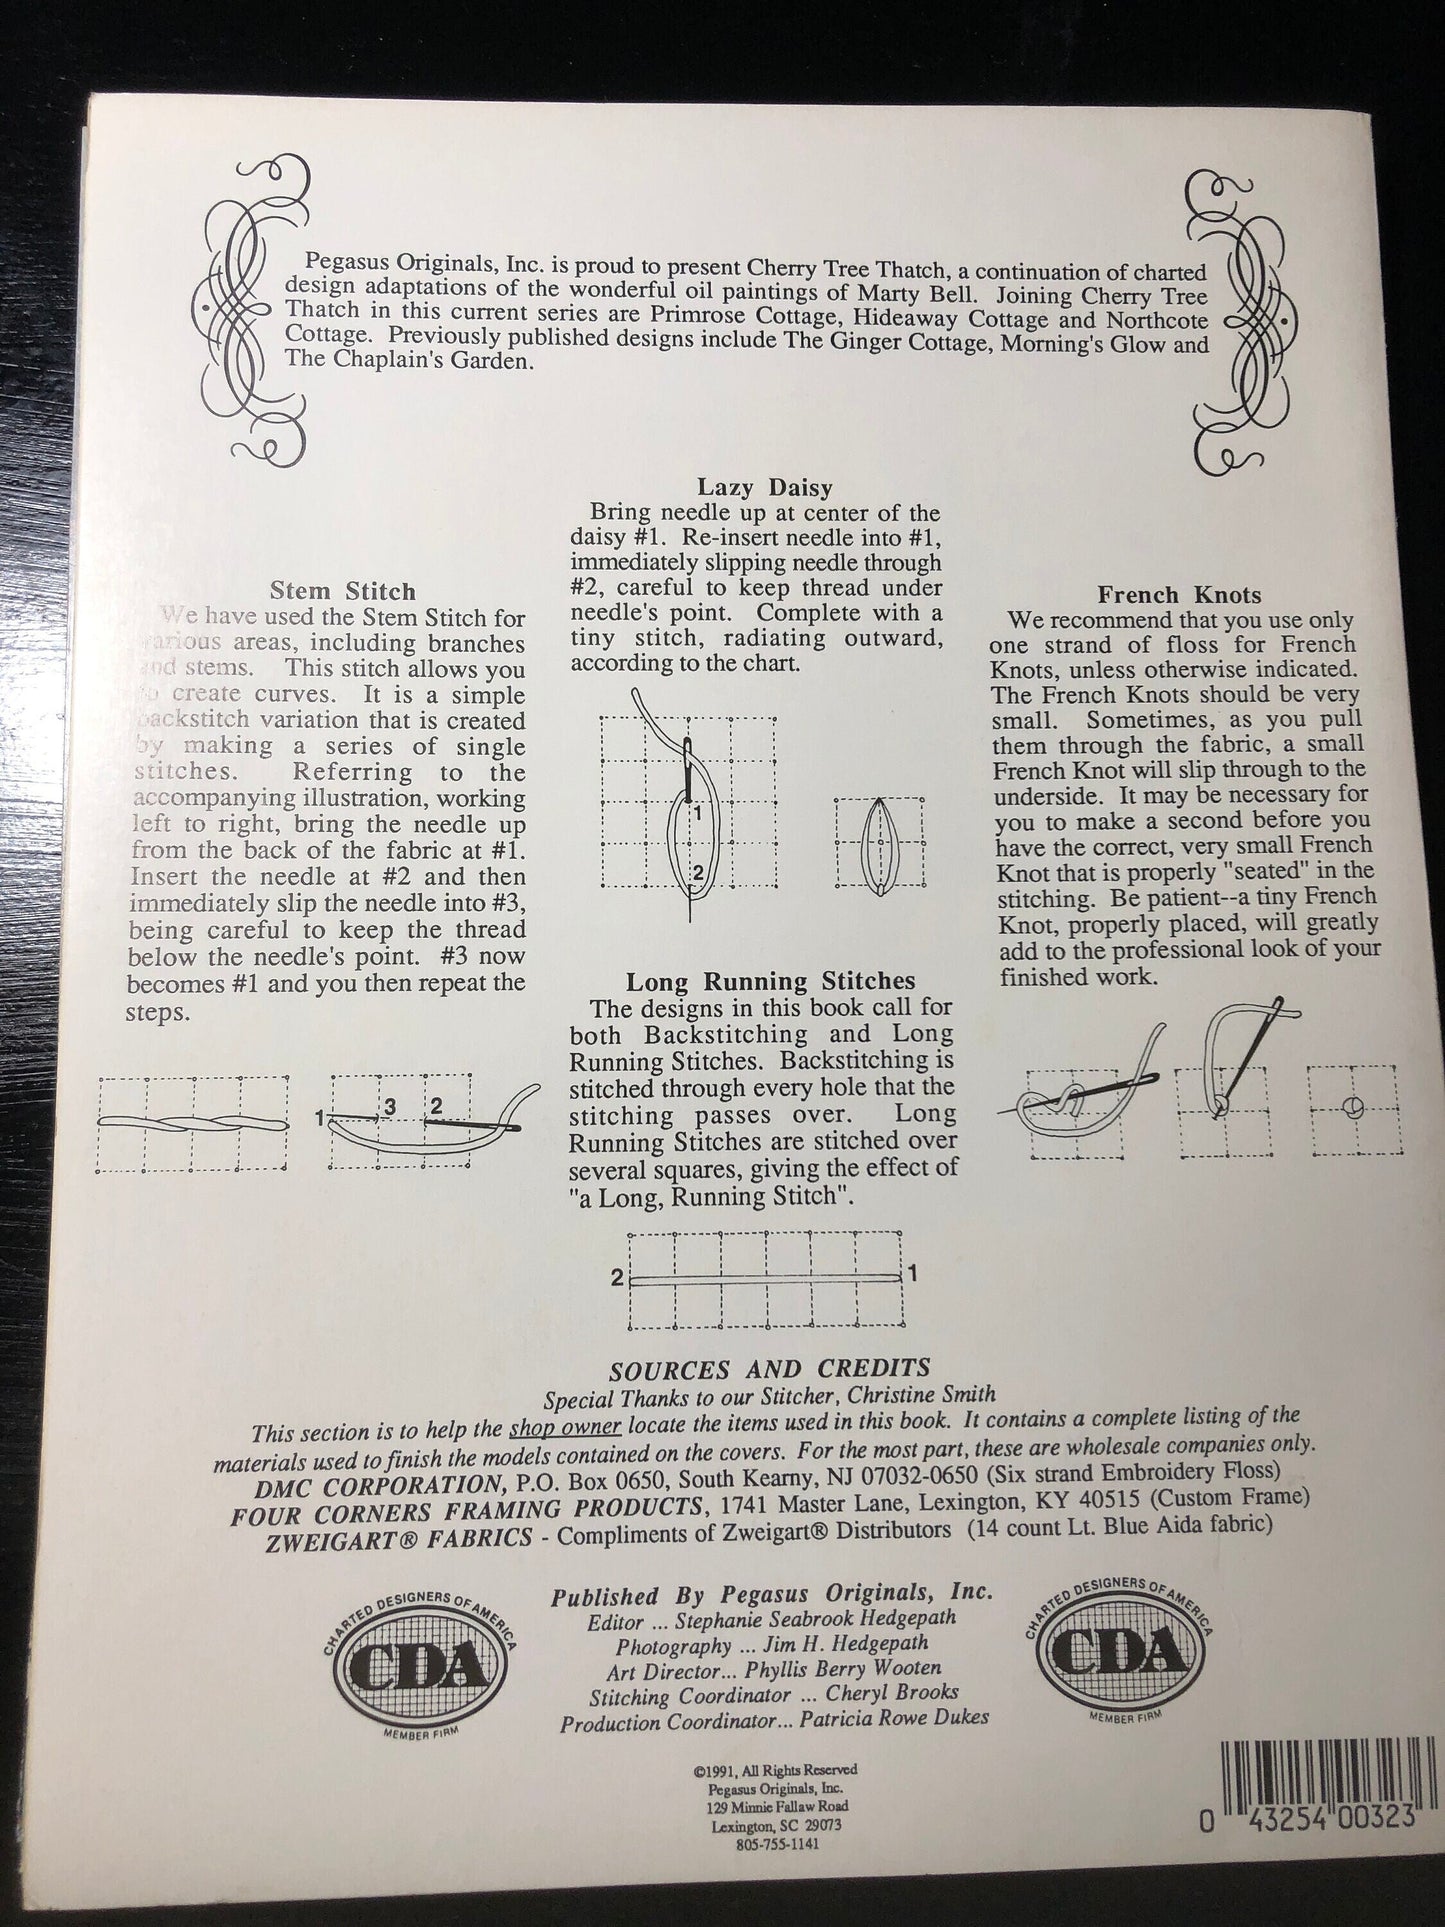 Pegasus Originals, Inc. is proud to present Cherry Tree Thatch, a continuation of charted
design adaptations of the wonderful oil paintings of Marty Bell. Joining Cherry Tree
Thatch in this current series are Primrose Cottage, Hideaway Cottage and Northcote
Cottage. Previously published designs include The Ginger Cottage, Morning's Glow and
The Chaplain's Garden.
Stem Stitch
We have used the Stem Stitch for
various areas, including branches
and stems. This stitch allows you
to create curves. It is a simple
backstitch variation that is created
by making a series of single
stitches. Referring to the
accompanying illustration, working
left to right, bring the needle up
from the back of the fabric at #1.
Insert the needle at #2 and then
immediately slip the needle into #3,
being careful to keep the thread
below the needle's point. #3 now
becomes #1 and you then repeat the
steps.
1 3 2
Lazy Daisy
Bring needle up at center of the
daisy #1. Re-insert needle into #1,
immediately slipping needle through
#2, careful to keep thread under
needle's point. Complete with a
tiny stitch, radiating outward,
according to the chart.
1
2
Long Running Stitches
The designs in this book call for
both Backstitching and Long
Running Stitches. Backstitching is
stitched through every hole that the
stitching passes over. Long
Running Stitches are stitched over
several squares, giving the effect of
"a Long, Running Stitch".
2 1
French Knots
We recommend that you use only
one strand of floss for French
Knots, unless otherwise indicated.
The French Knots should be very
small. Sometimes, as you pull
them through the fabric, a small
French Knot will slip through to the
underside. It may be necessary for
you to make a second before you
have the correct, very small French
Knot that is properly "seated" in the
stitching. Be patient--a tiny French
Knot, properly placed, will greatly
add to the professional look of your
finished work.
SOURCES AND CREDITS
Special Thanks to our Stitcher, Christine Smith
This section is to help the shop owner locate the items used in this book. It contains a complete listing of the
materials used to finish the models contained on the covers. For the most part, these are wholesale companies only.
DMC CORPORATION, P.O. Box 0650, South Kearny, NJ 07032-0650 (Six strand Embroidery Floss)
FOUR CORNERS FRAMING PRODUCTS, 1741 Master Lane, Lexington, KY 40515 (Custom Frame)
ZWEIGART® FABRICS - Compliments of Zweigart® Distributors (14 count Lt. Blue Aida fabric)
CHARTED DESIGNERS OF AMERICA
CDA
MEMBER FIRM
Published By Pegasus Originals, Inc.
Editor ... Stephanie Seabrook Hedgepath
Photography ... Jim H. Hedgepath
Art Director... Phyllis Berry Wooten
Stitching Coordinator ... Cheryl Brooks
Production Coordinator... Patricia Rowe Dukes
CHARTED DESIGNERS OF AMERICA
CDA
MEMBER FIRM
©1991, All Rights Reserved
Pegasus Originals, Inc.
129 Minnie Fallaw Road
Lexington, SC 29073
805-755-1141
0 43254 00323